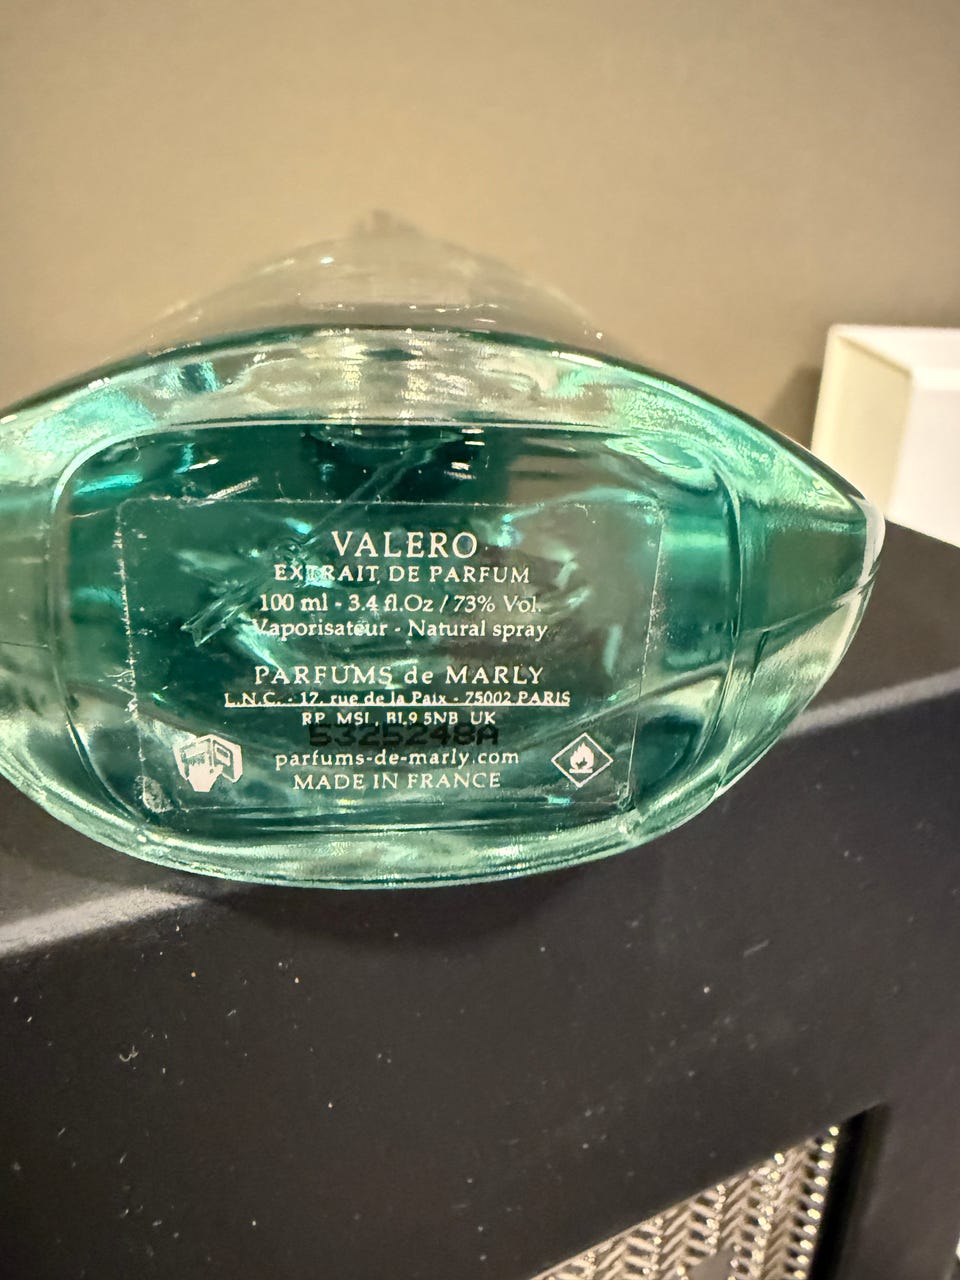 VALERO
EXTRAIT DE PARFUM
100 ml - 3.4 fl.Oz / 73% Vol.
Vaporisateur - Natural spray
PARFUMS de MARLY
L.N.C. - 17, rue de la Paix - 75002 PARIS
RP MSL, BL9 5NB UK
5325248A
parfums-de-marly.com
MADE IN FRANCE